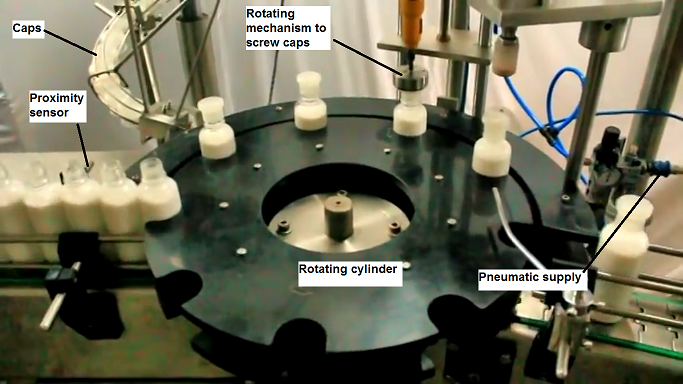 Caps
Rotating
mechanism to
screw caps
Proximity
sensor
Rotating cylinder
Pneumatic supply